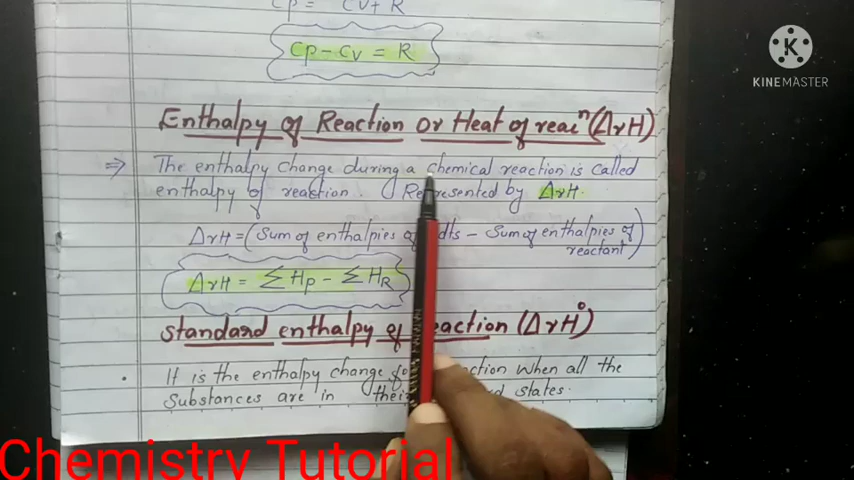 Cp = Cv + R
Cp - Cv = R
KINEMASTER
Enthalpy of Reaction Or Heat of reacⁿ (ΔrH)
⇒ The enthalpy change during a chemical reaction is called
enthalpy of reaction. Represented by ΔrH.
ΔrH = (Sum of enthalpies of - Sum of enthalpies of
reactant)
ΔrH = ΣHp - ΣHR
Standard enthalpy of reaction (ΔrH°)
. It is the enthalpy change when all the
Substances are in states.
Chemistry Tutorial